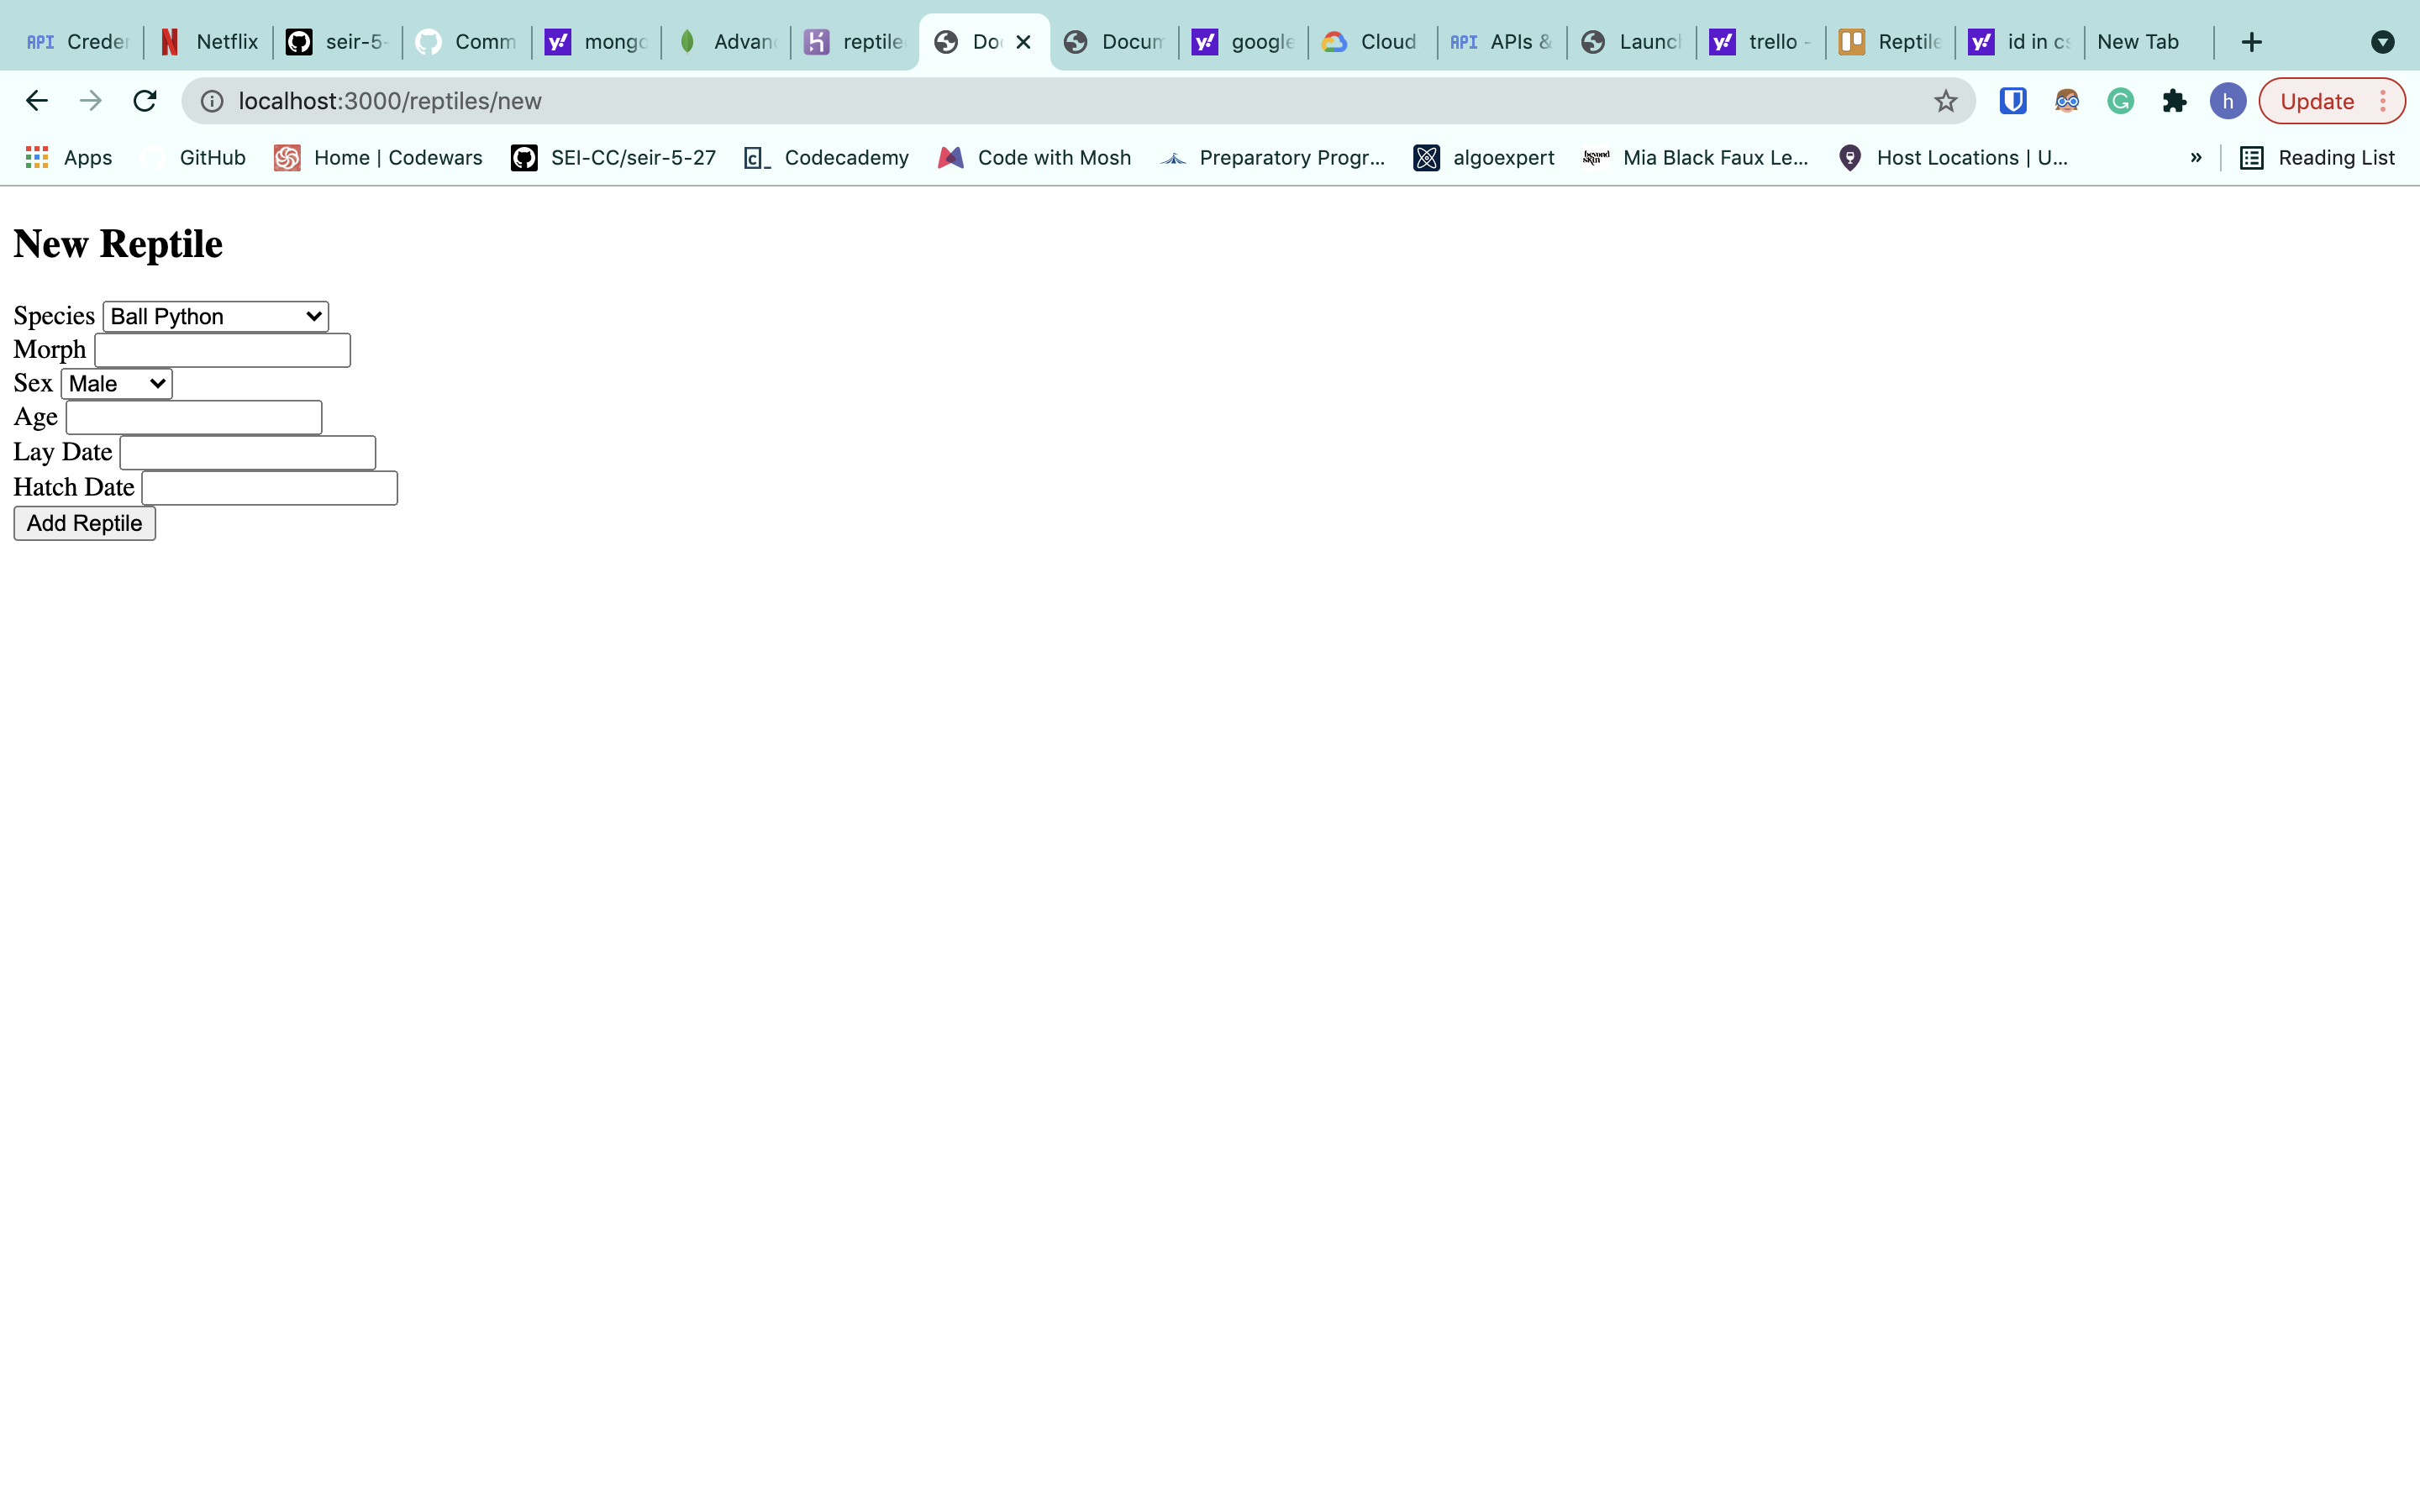 API Creder Netflix seir-5- Comm mongo Advan reptile Do Docum google Cloud API APIs & Launch trello - Reptile id in cs New Tab
localhost:3000/reptiles/new Update
Apps GitHub Home | Codewars SEI-CC/seir-5-27 Codecademy Code with Mosh Preparatory Progr... algoexpert Mia Black Faux Le... Host Locations | U... » Reading List
New Reptile
Species Ball Python
Morph
Sex Male
Age
Lay Date
Hatch Date
Add Reptile